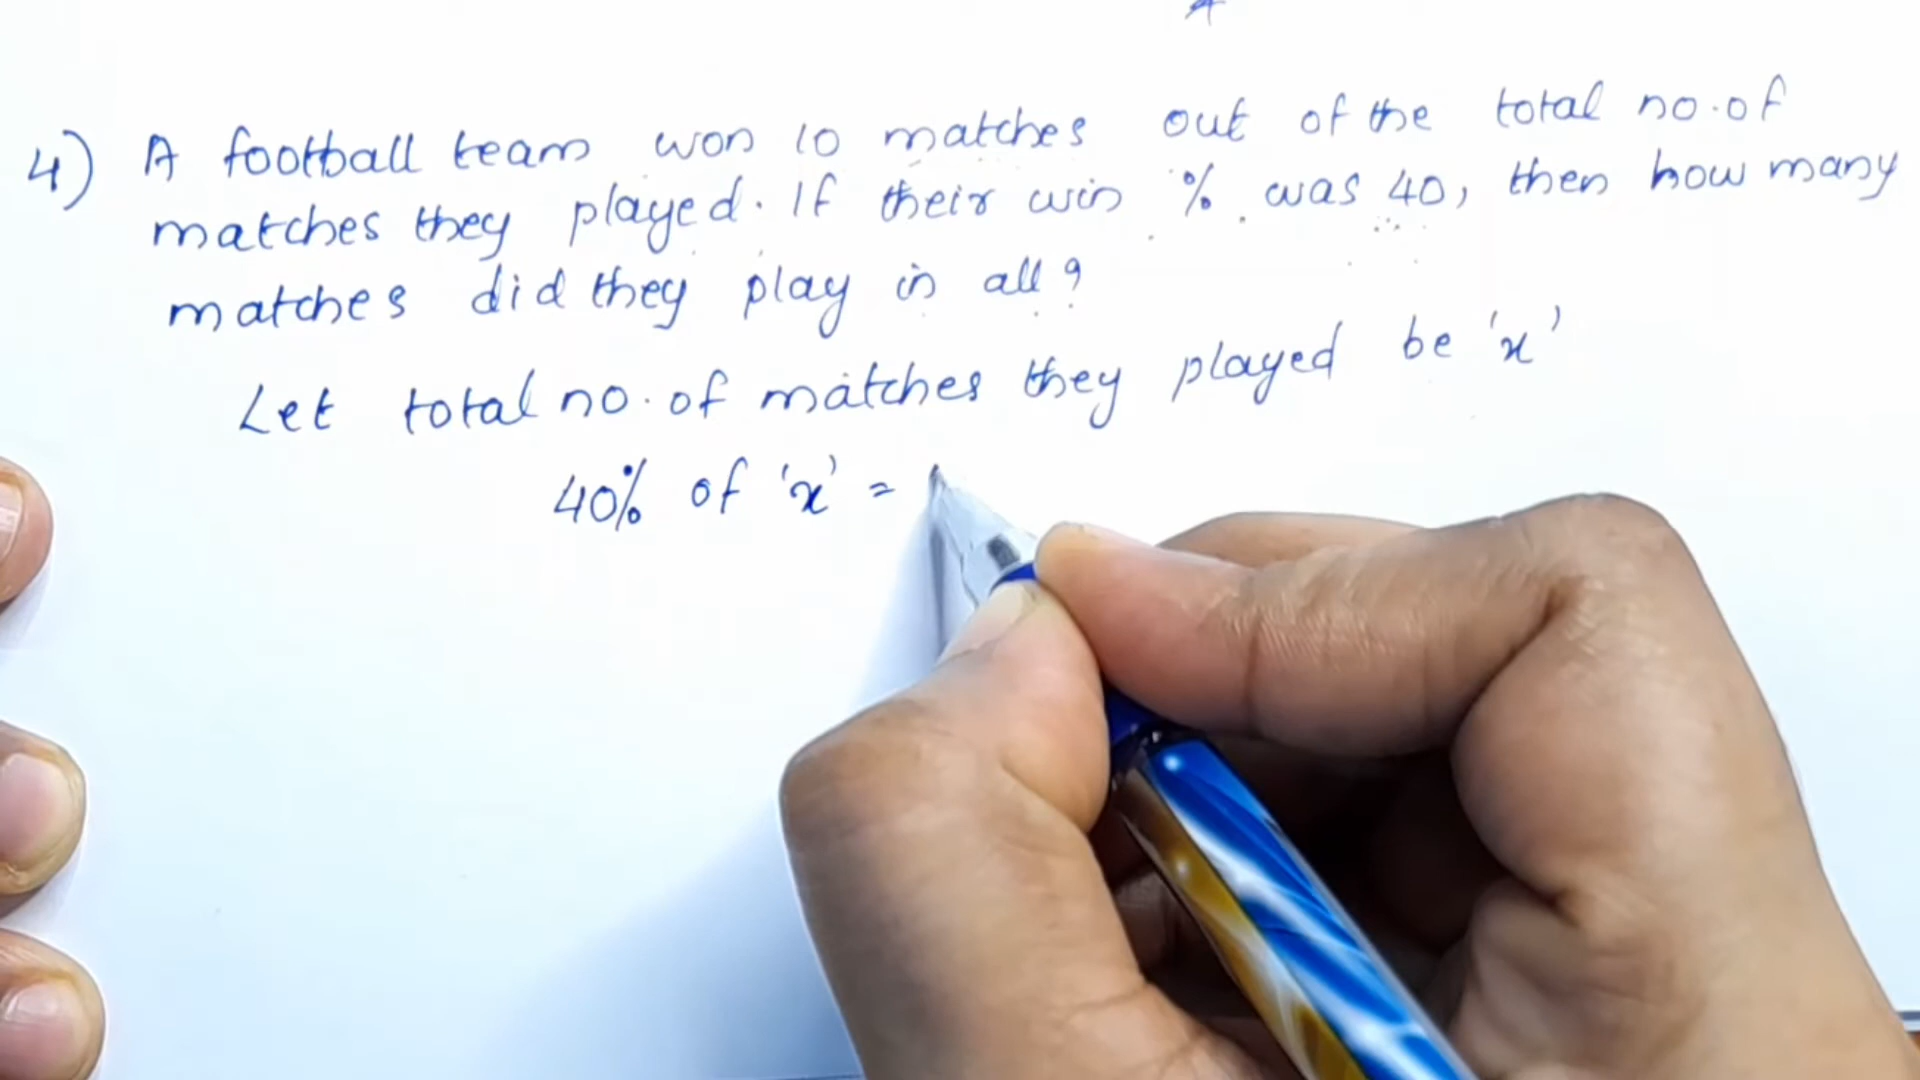 4) A football team won 10 matches out of the total no. of
matches they played. If their win % was 40, then how many
matches did they play in all?
Let total no. of matches they played be 'x'
40% of 'x' =